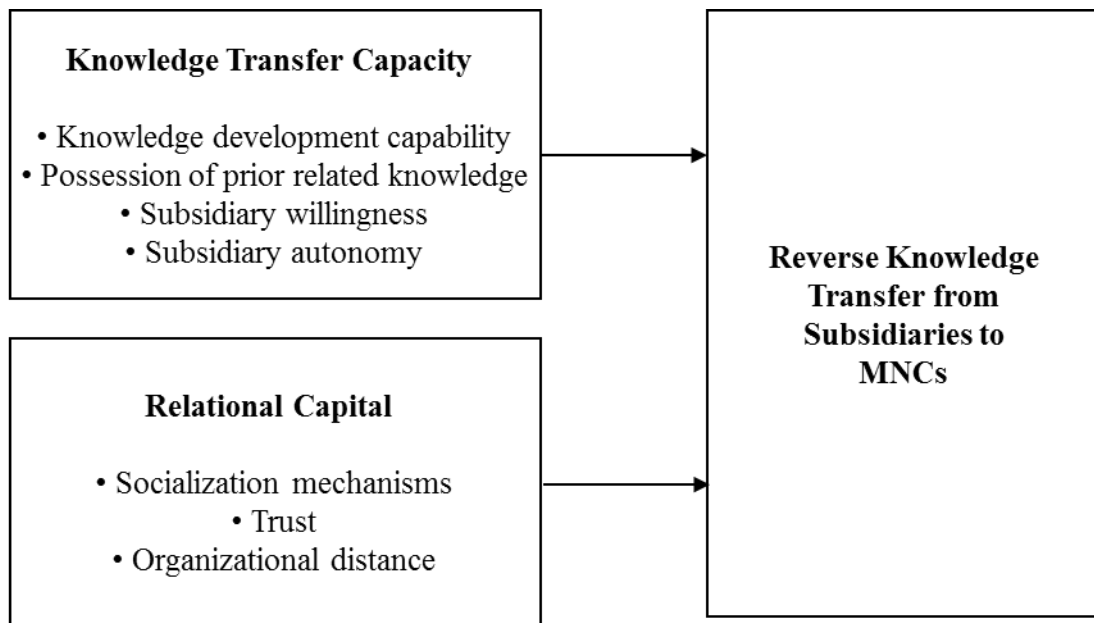 Knowledge Transfer Capacity
• Knowledge development capability
• Possession of prior related knowledge
• Subsidiary willingness
• Subsidiary autonomy
Relational Capital
• Socialization mechanisms
• Trust
• Organizational distance
Reverse Knowledge
Transfer from
Subsidiaries to
MNCs